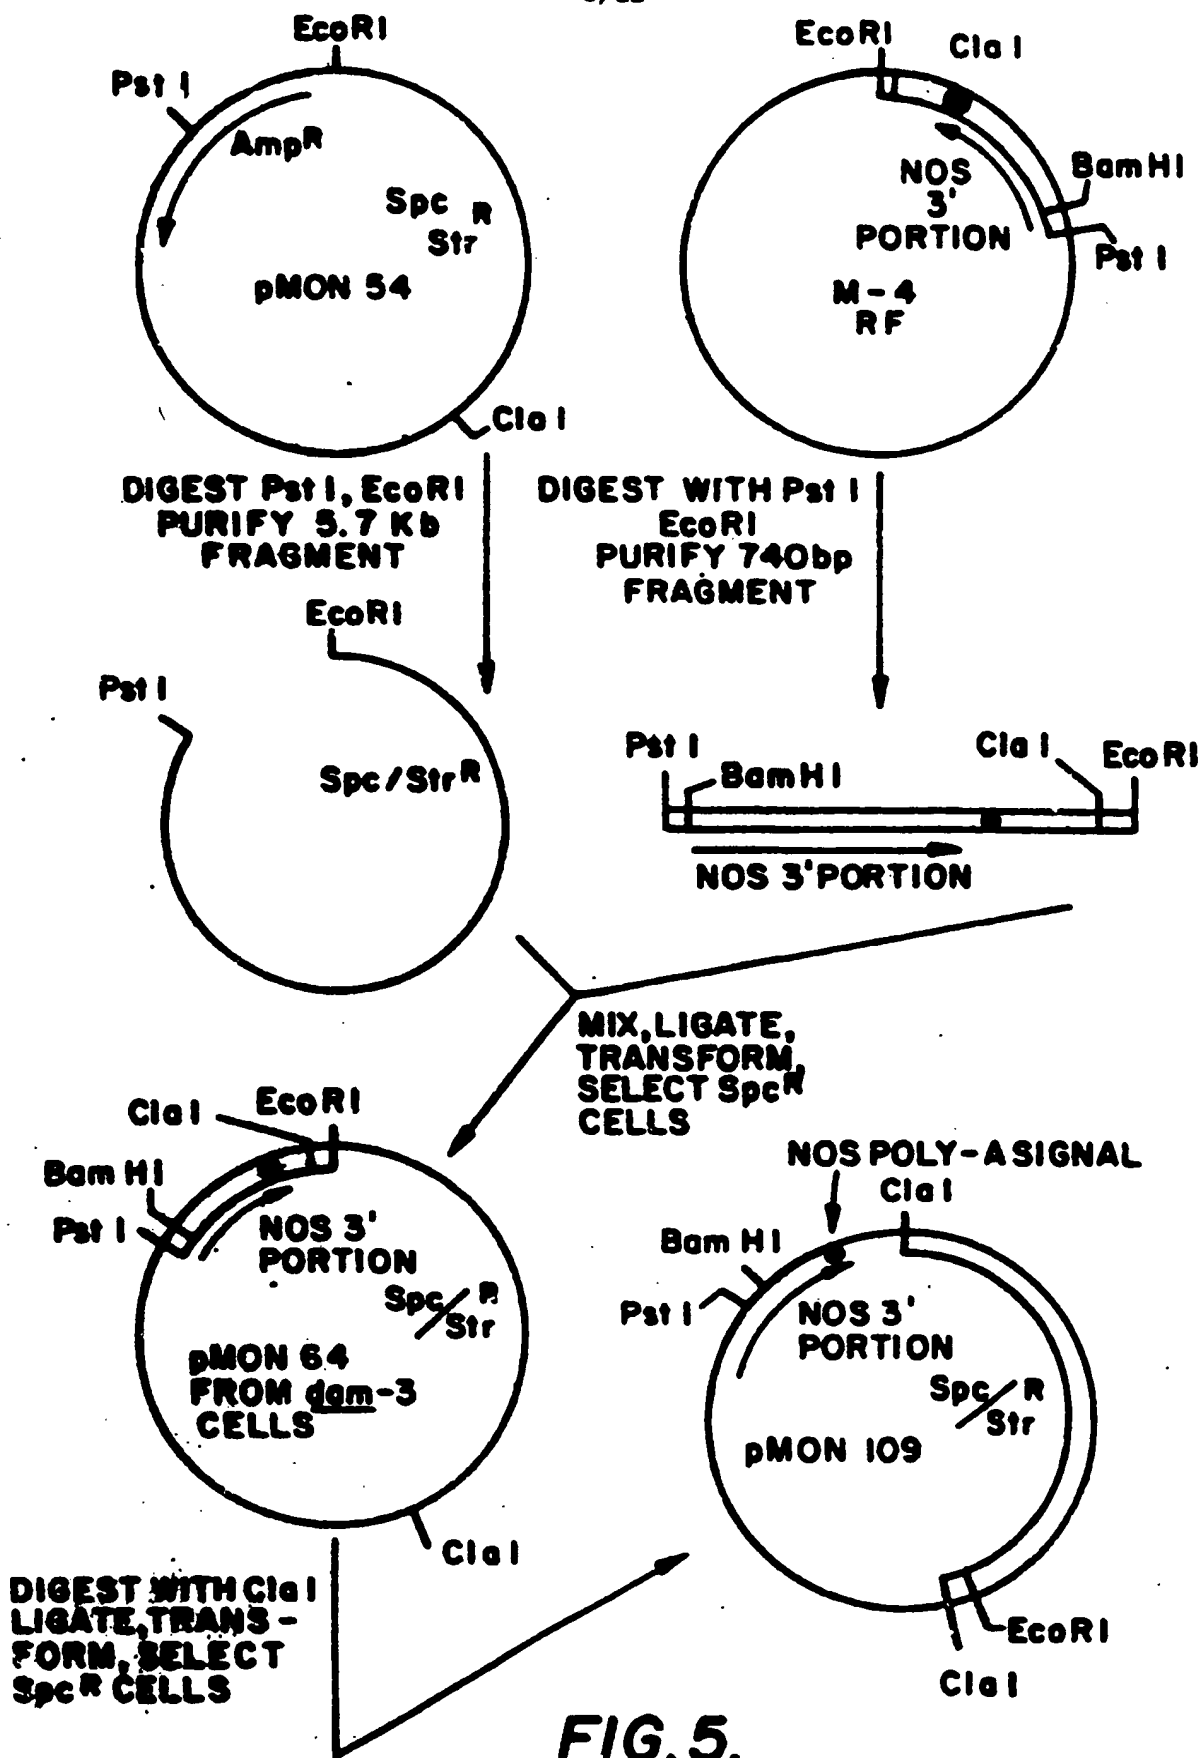 EcoRI
Pst I
AmpR
Spc R
Str
pMON 54
Cla I
EcoRI
Cla I
BamHI
Pst I
NOS
3'
PORTION
M-4
RF
DIGEST Pst I, EcoRI
PURIFY 5.7 Kb
FRAGMENT
DIGEST WITH Pst I
EcoRI
PURIFY 740bp
FRAGMENT
EcoRI
Pst I
Spc/StrR
Pst I
BamHI
Cla I
EcoRI
NOS 3' PORTION
MIX, LIGATE,
TRANSFORM,
SELECT SpcR
CELLS
Cla I
EcoRI
Bam HI
Pst I
NOS 3'
PORTION
Spc/R
Str
pMON 64
FROM dam-3
CELLS
Cla I
NOS POLY-A SIGNAL
Cla I
Bam HI
Pst I
NOS 3'
PORTION
Spc/R
Str
pMON 109
EcoRI
Cla I
DIGEST WITH Cla I
LIGATE, TRANS-
FORM, SELECT
SpcR CELLS
FIG. 5.